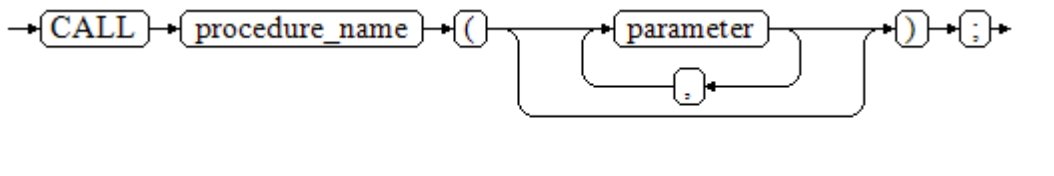 CALL procedure_name ( parameter ) ;
,